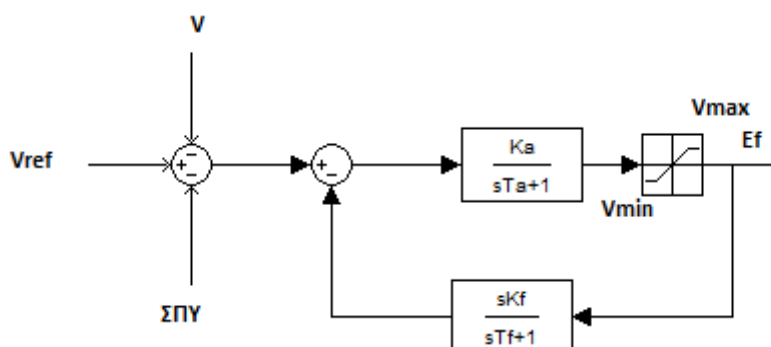 V
Vref
+
−
−
+
−
Ka
sTa+1
Vmax
Ef
Vmin
ΣΠΥ
sKf
sTf+1